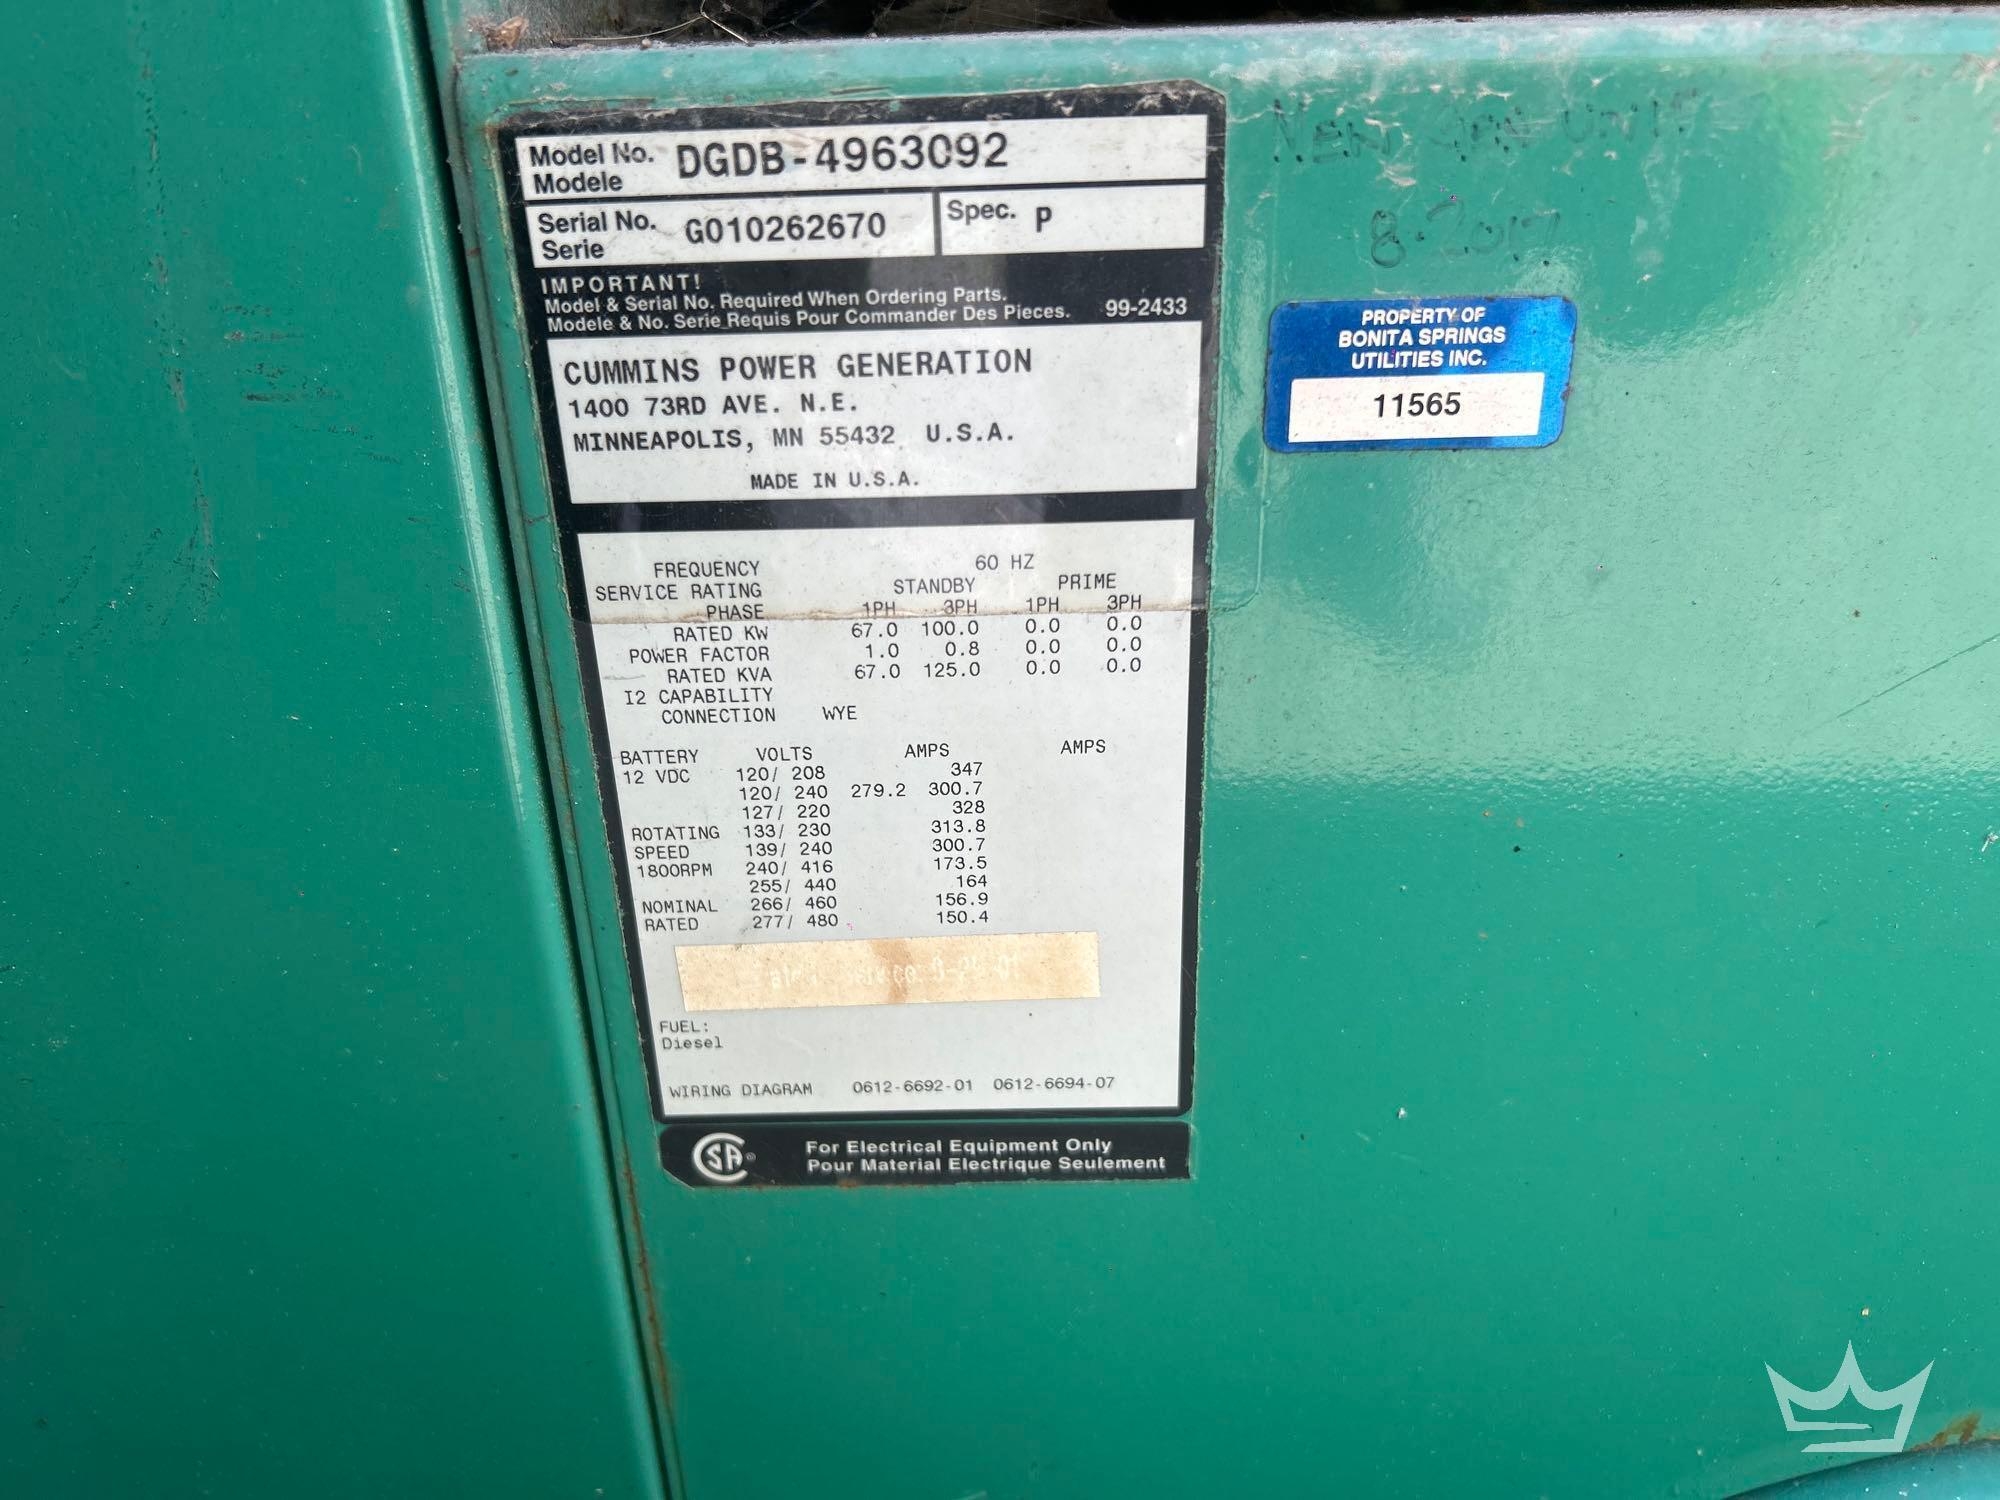 Model No. DGDB-4963092
Modele
Serial No. G010262670 Spec. P
Serie
IMPORTANT!
Model & Serial No. Required When Ordering Parts.
Modele & No. Serie Requis Pour Commander Des Pieces. 99-2433
CUMMINS POWER GENERATION
1400 73RD AVE. N.E.
MINNEAPOLIS, MN 55432 U.S.A.
MADE IN U.S.A.
FREQUENCY 60 HZ
SERVICE RATING STANDBY PRIME
PHASE 1PH 3PH 1PH 3PH
RATED KW 67.0 100.0 0.0 0.0
POWER FACTOR 1.0 0.8 0.0 0.0
RATED KVA 67.0 125.0 0.0 0.0
I2 CAPABILITY
CONNECTION WYE
BATTERY VOLTS AMPS AMPS
12 VDC 120/ 208 347
120/ 240 279.2 300.7
127/ 220 328
ROTATING 133/ 230 313.8
SPEED 139/ 240 300.7
1800RPM 240/ 416 173.5
255/ 440 164
NOMINAL 266/ 460 156.9
RATED 277/ 480 150.4
FUEL:
Diesel
WIRING DIAGRAM 0612-6692-01 0612-6694-07
CSA ®
For Electrical Equipment Only
Pour Material Electrique Seulement
NEW UNIT
8-2017
PROPERTY OF
BONITA SPRINGS
UTILITIES INC.
11565